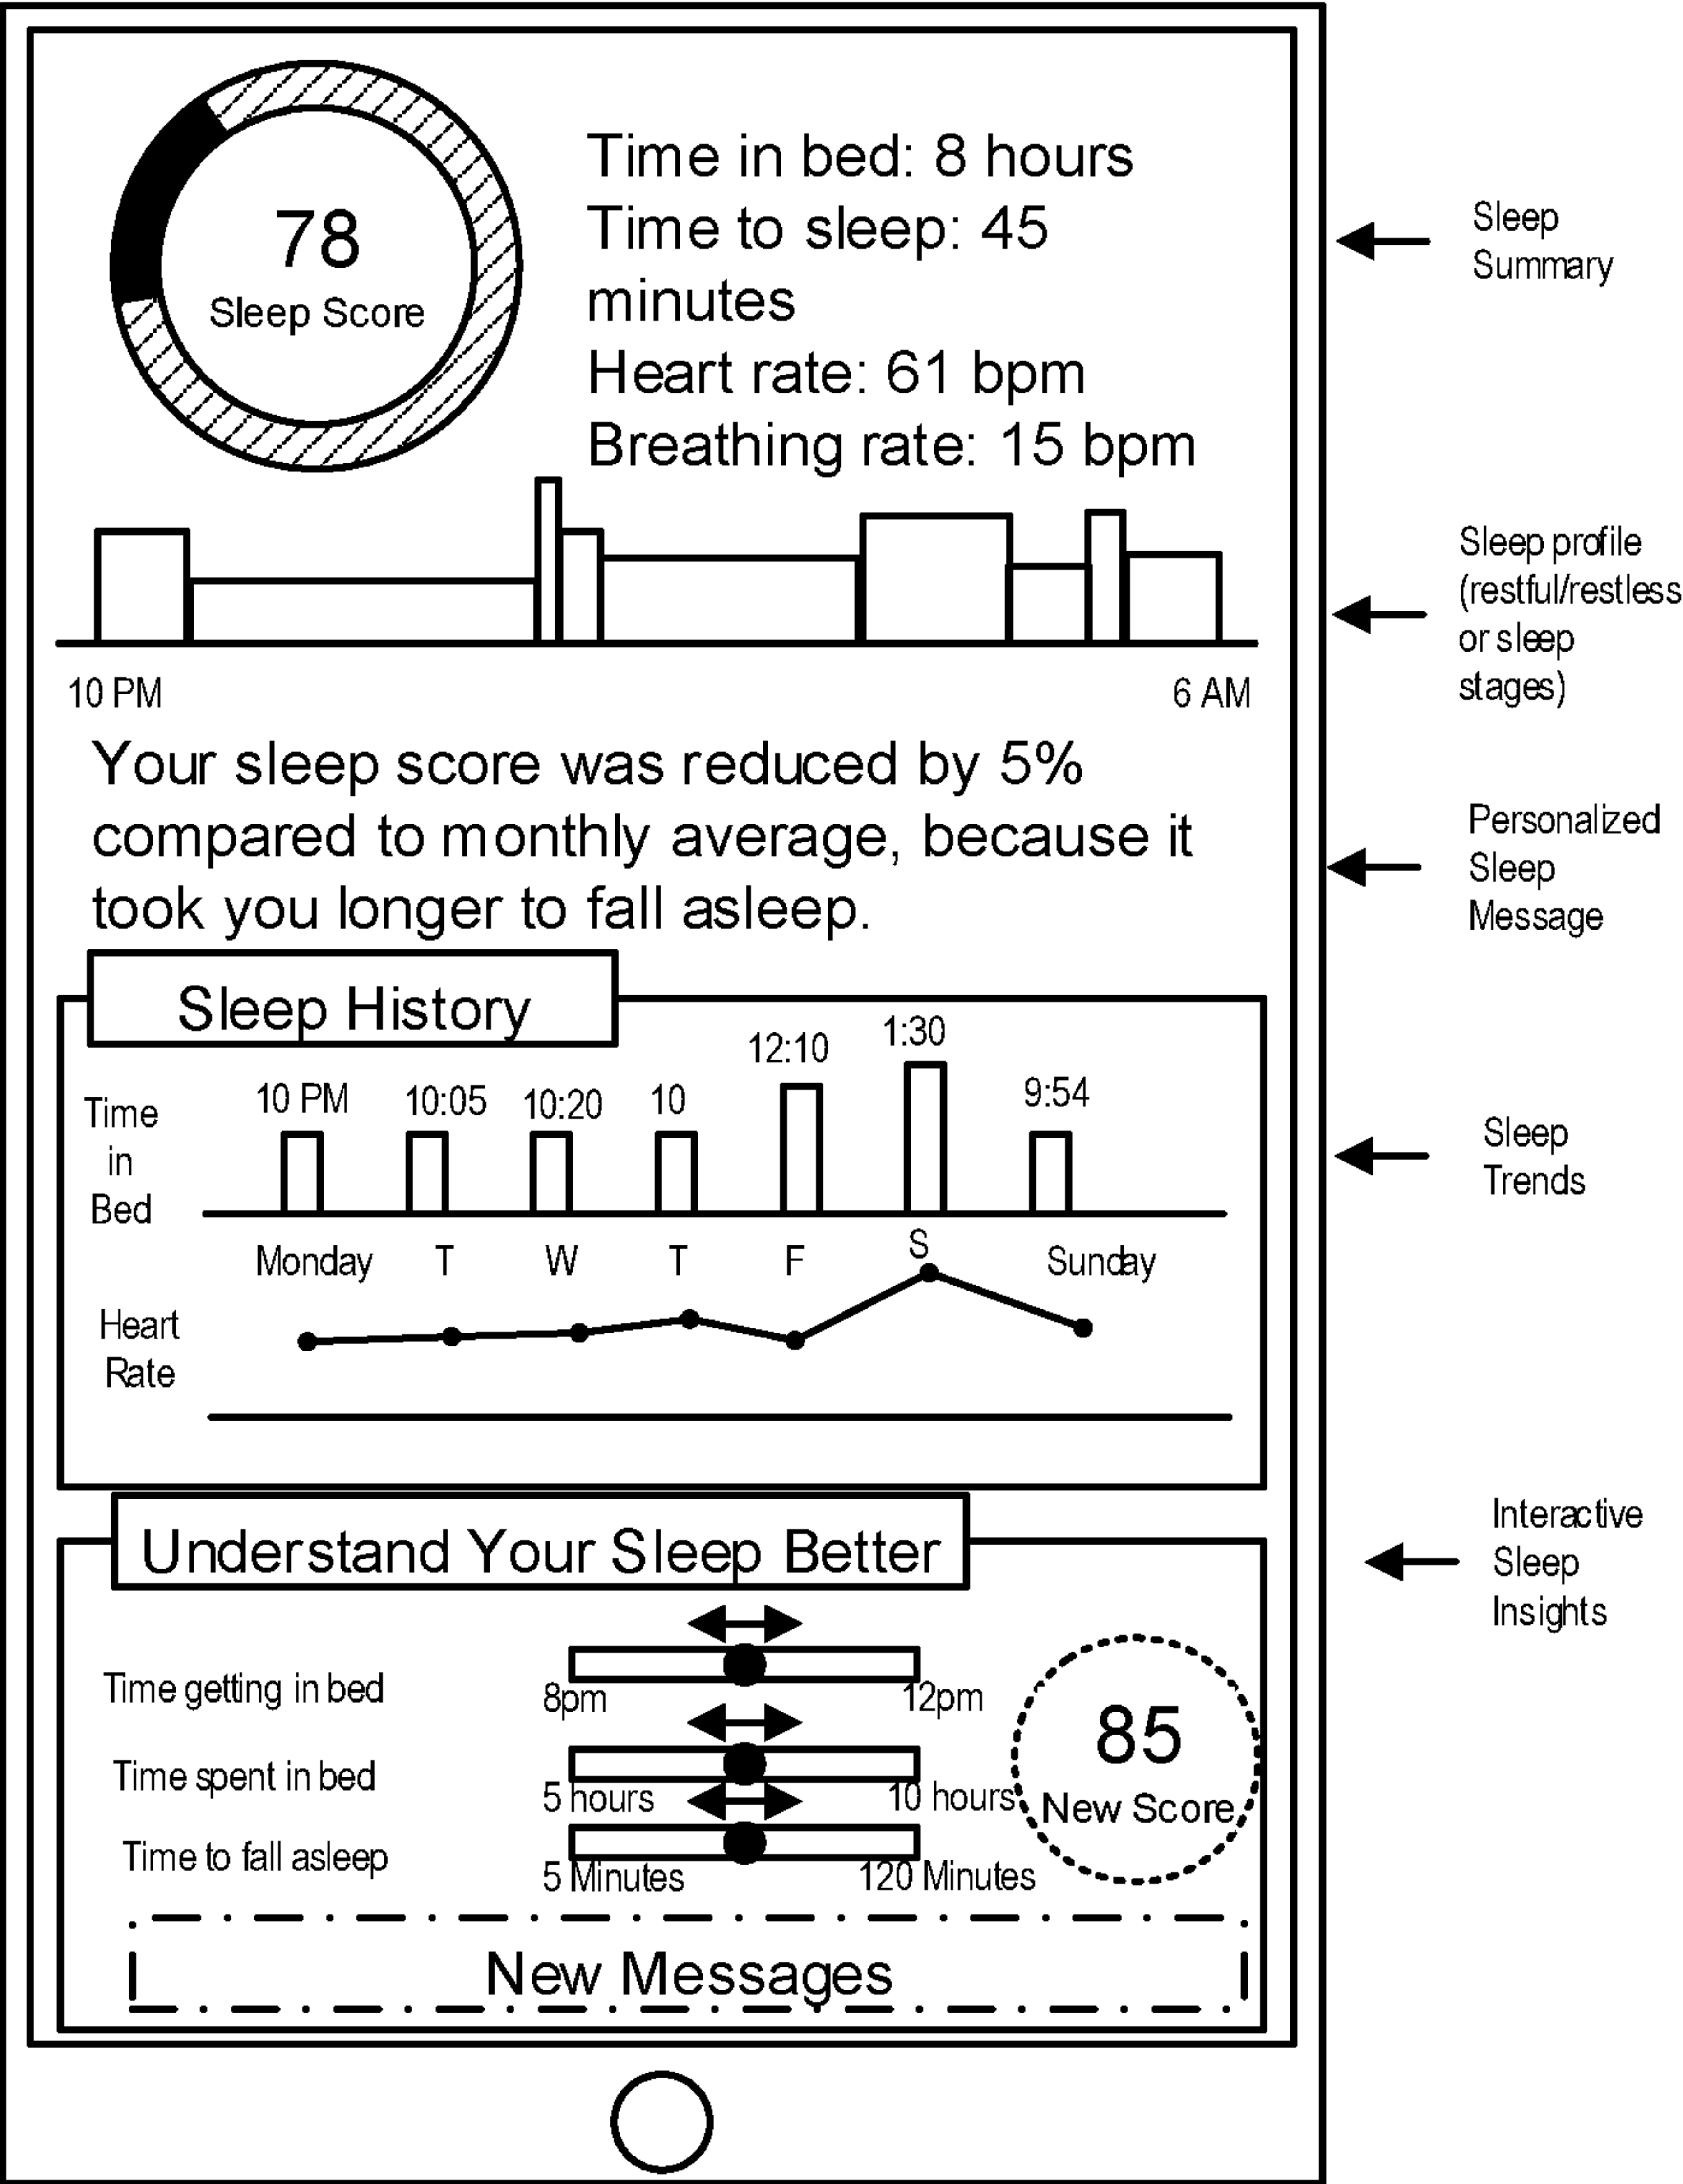 78
Sleep Score
Time in bed: 8 hours
Time to sleep: 45
minutes
Heart rate: 61 bpm
Breathing rate: 15 bpm
Sleep
Summary
10 PM
6 AM
Sleep profile
(restful/restless
or sleep
stages)
Your sleep score was reduced by 5%
compared to monthly average, because it
took you longer to fall asleep.
Personalized
Sleep
Message
Sleep History
Time
in
Bed
10 PM
10:05
10:20
10
12:10
1:30
9:54
Monday
T
W
T
F
S
Sunday
Heart
Rate
Sleep
Trends
Understand Your Sleep Better
Interactive
Sleep
Insights
Time getting in bed
8pm
12pm
Time spent in bed
5 hours
10 hours
Time to fall asleep
5 Minutes
120 Minutes
85
New Score
New Messages